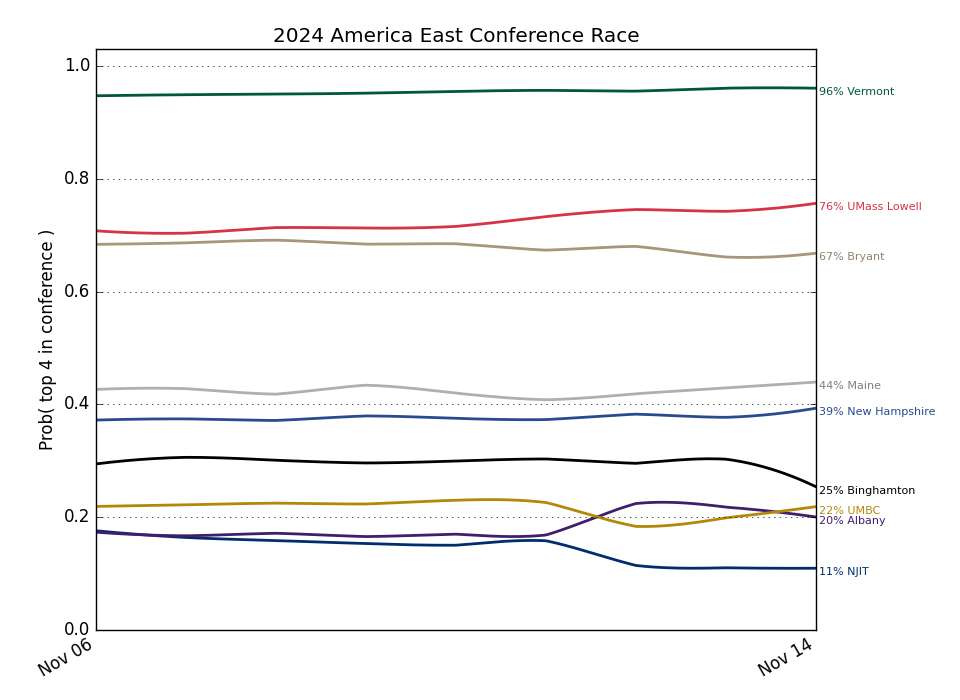 2024 America East Conference Race
Prob( top 4 in conference )
1.0
0.8
0.6
0.4
0.2
0.0
Nov 06
Nov 14
96% Vermont
76% UMass Lowell
67% Bryant
44% Maine
39% New Hampshire
25% Binghamton
22% UMBC
20% Albany
11% NJIT